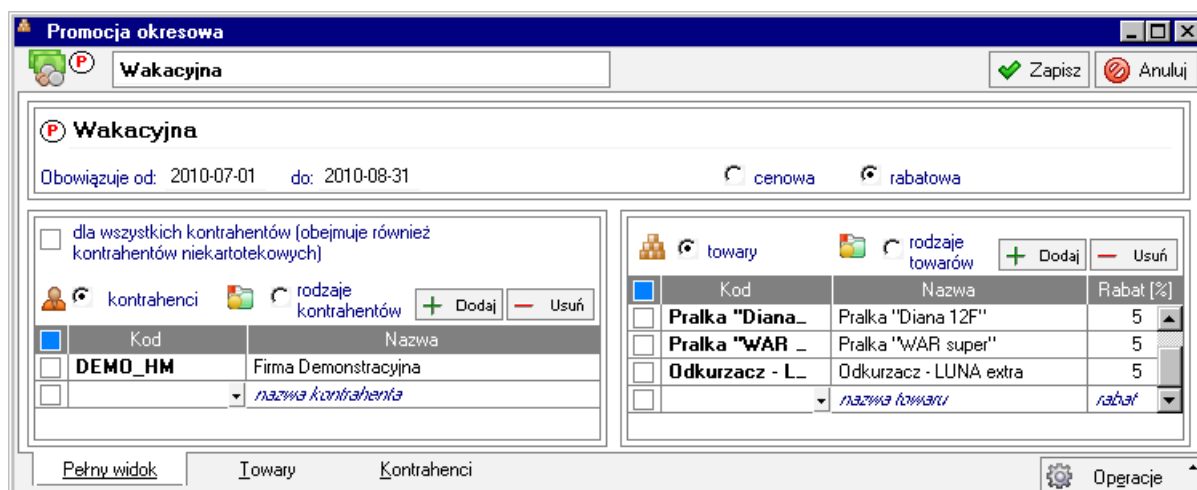 Promocja okresowa
P Wakacyjna Zapisz Anuluj
P Wakacyjna
Obowiązuje od: 2010-07-01 do: 2010-08-31 cenowa rabatowa
dla wszystkich kontrahentów (obejmuje również
kontrahentów niekartotekowych)
kontrahenci rodzaje
kontrahentów Dodaj Usuń
Kod Nazwa
DEMO_HM Firma Demonstracyjna
nazwa kontrahenta
towary rodzaje
towarów Dodaj Usuń
Kod Nazwa Rabat [%]
Pralka "Diana_ Pralka "Diana 12F" 5
Pralka "WAR _ Pralka "WAR super" 5
Odkurzacz - L_ Odkurzacz - LUNA extra 5
nazwa towaru rabat
Pełny widok Towary Kontrahenci Operacje